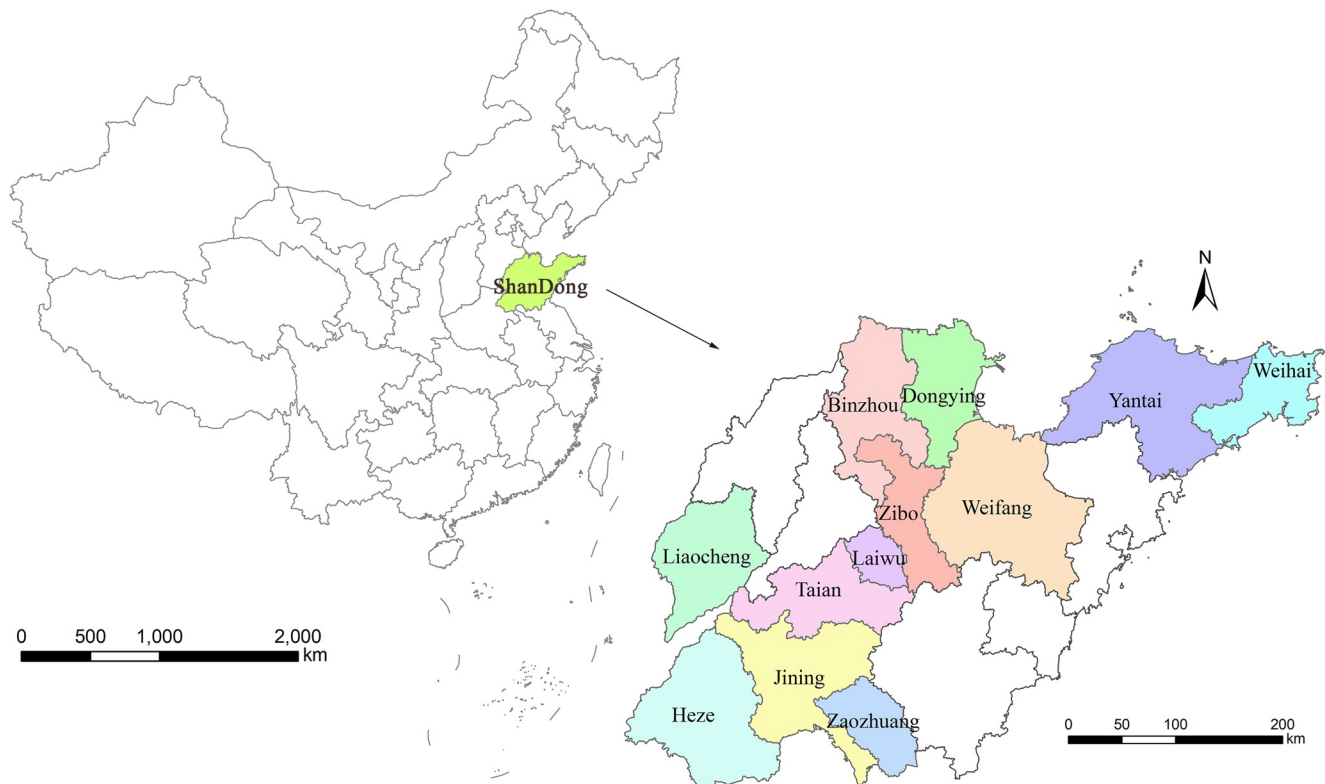 ShanDong
N
Weihai
Yantai
Dongying
Binzhou
Weifang
Zibo
Liaocheng
Laiwu
Taian
Jining
Heze
Zaozhuang
0 500 1,000 2,000
km
0 50 100 200
km